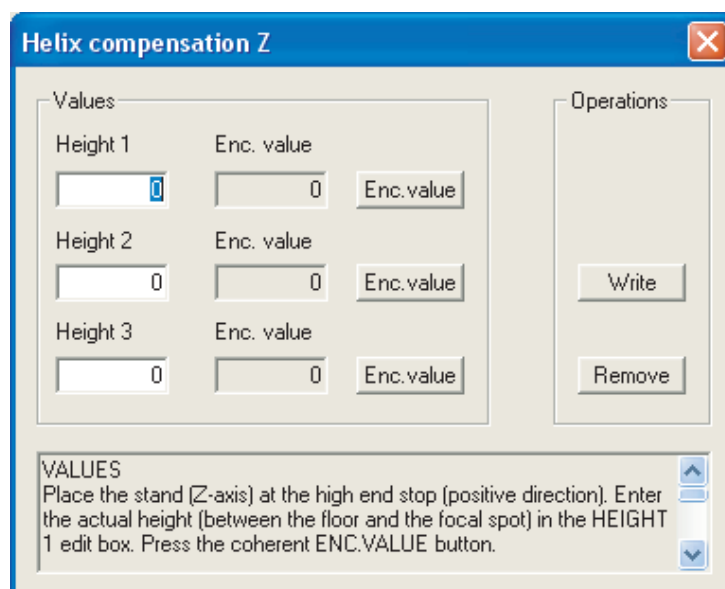 Helix compensation Z
Values
Operations
Height 1 Enc. value
0 0 Enc.value
Height 2 Enc. value
0 0 Enc.value Write
Height 3 Enc. value
0 0 Enc.value Remove
VALUES
Place the stand (Z-axis) at the high end stop (positive direction). Enter
the actual height (between the floor and the focal spot) in the HEIGHT
1 edit box. Press the coherent ENC.VALUE button.